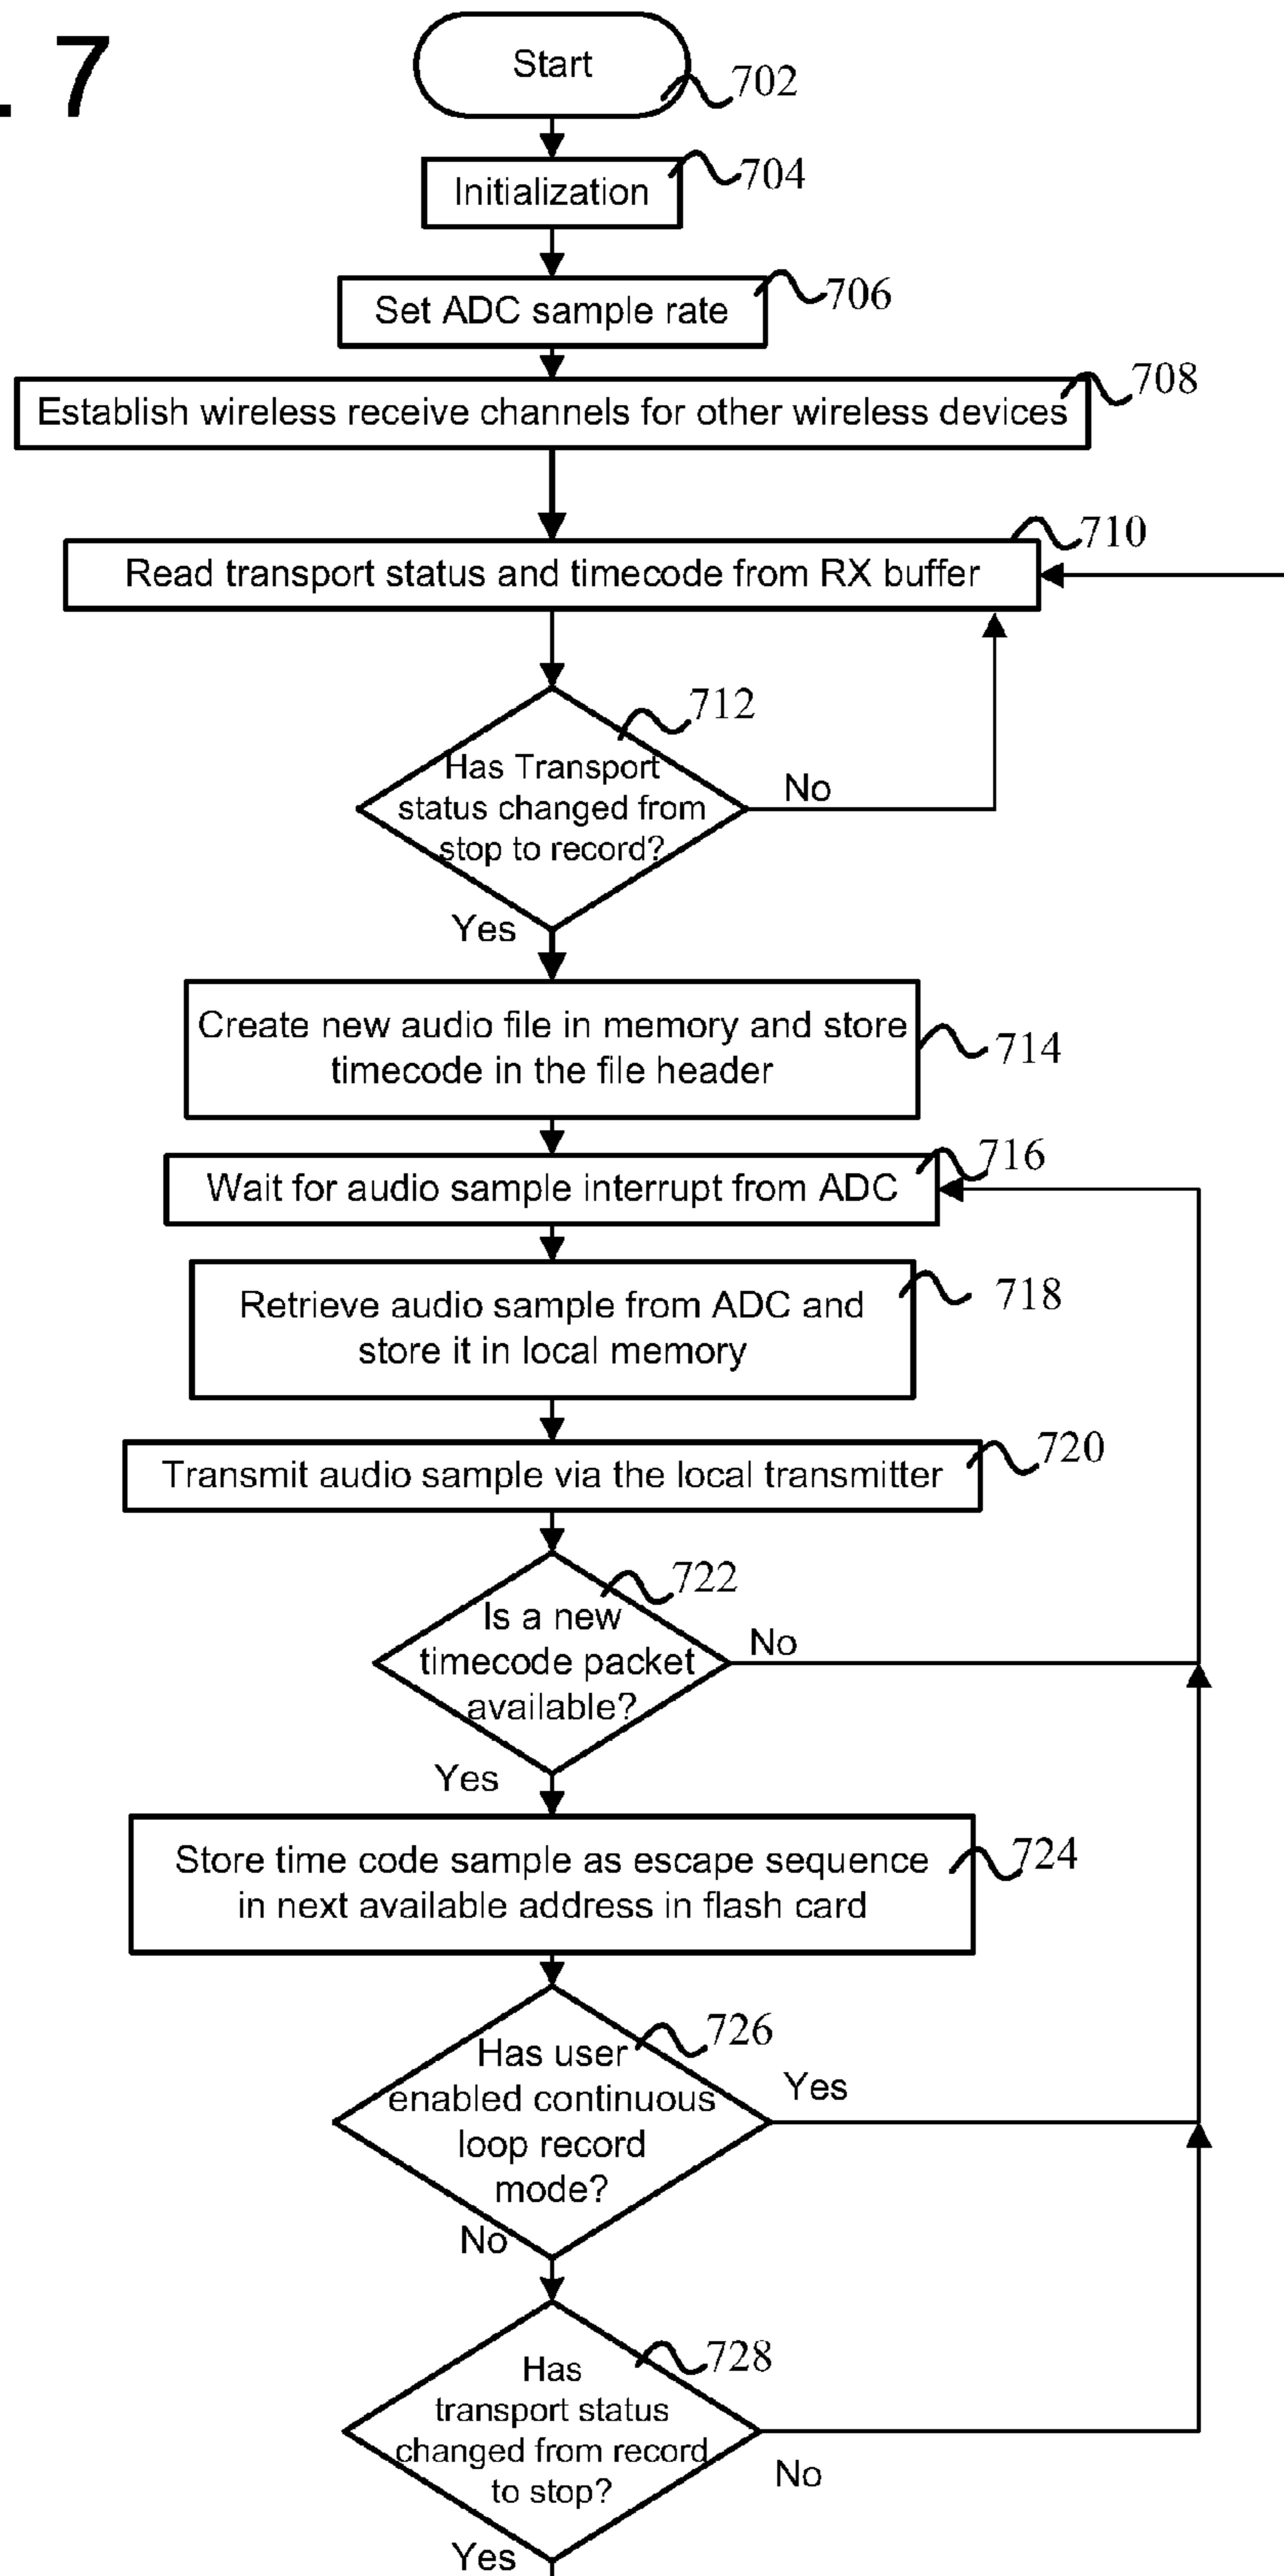 . 7
Start
702
Initialization
704
Set ADC sample rate
706
Establish wireless receive channels for other wireless devices
708
Read transport status and timecode from RX buffer
710
Has Transport
status changed from
stop to record?
712
No
Yes
Create new audio file in memory and store
timecode in the file header
714
Wait for audio sample interrupt from ADC
716
Retrieve audio sample from ADC and
store it in local memory
718
Transmit audio sample via the local transmitter
720
Is a new
timecode packet
available?
722
No
Yes
Store time code sample as escape sequence
in next available address in flash card
724
Has user
enabled continuous
loop record
mode?
726
Yes
No
Has
transport status
changed from record
to stop?
728
No
Yes